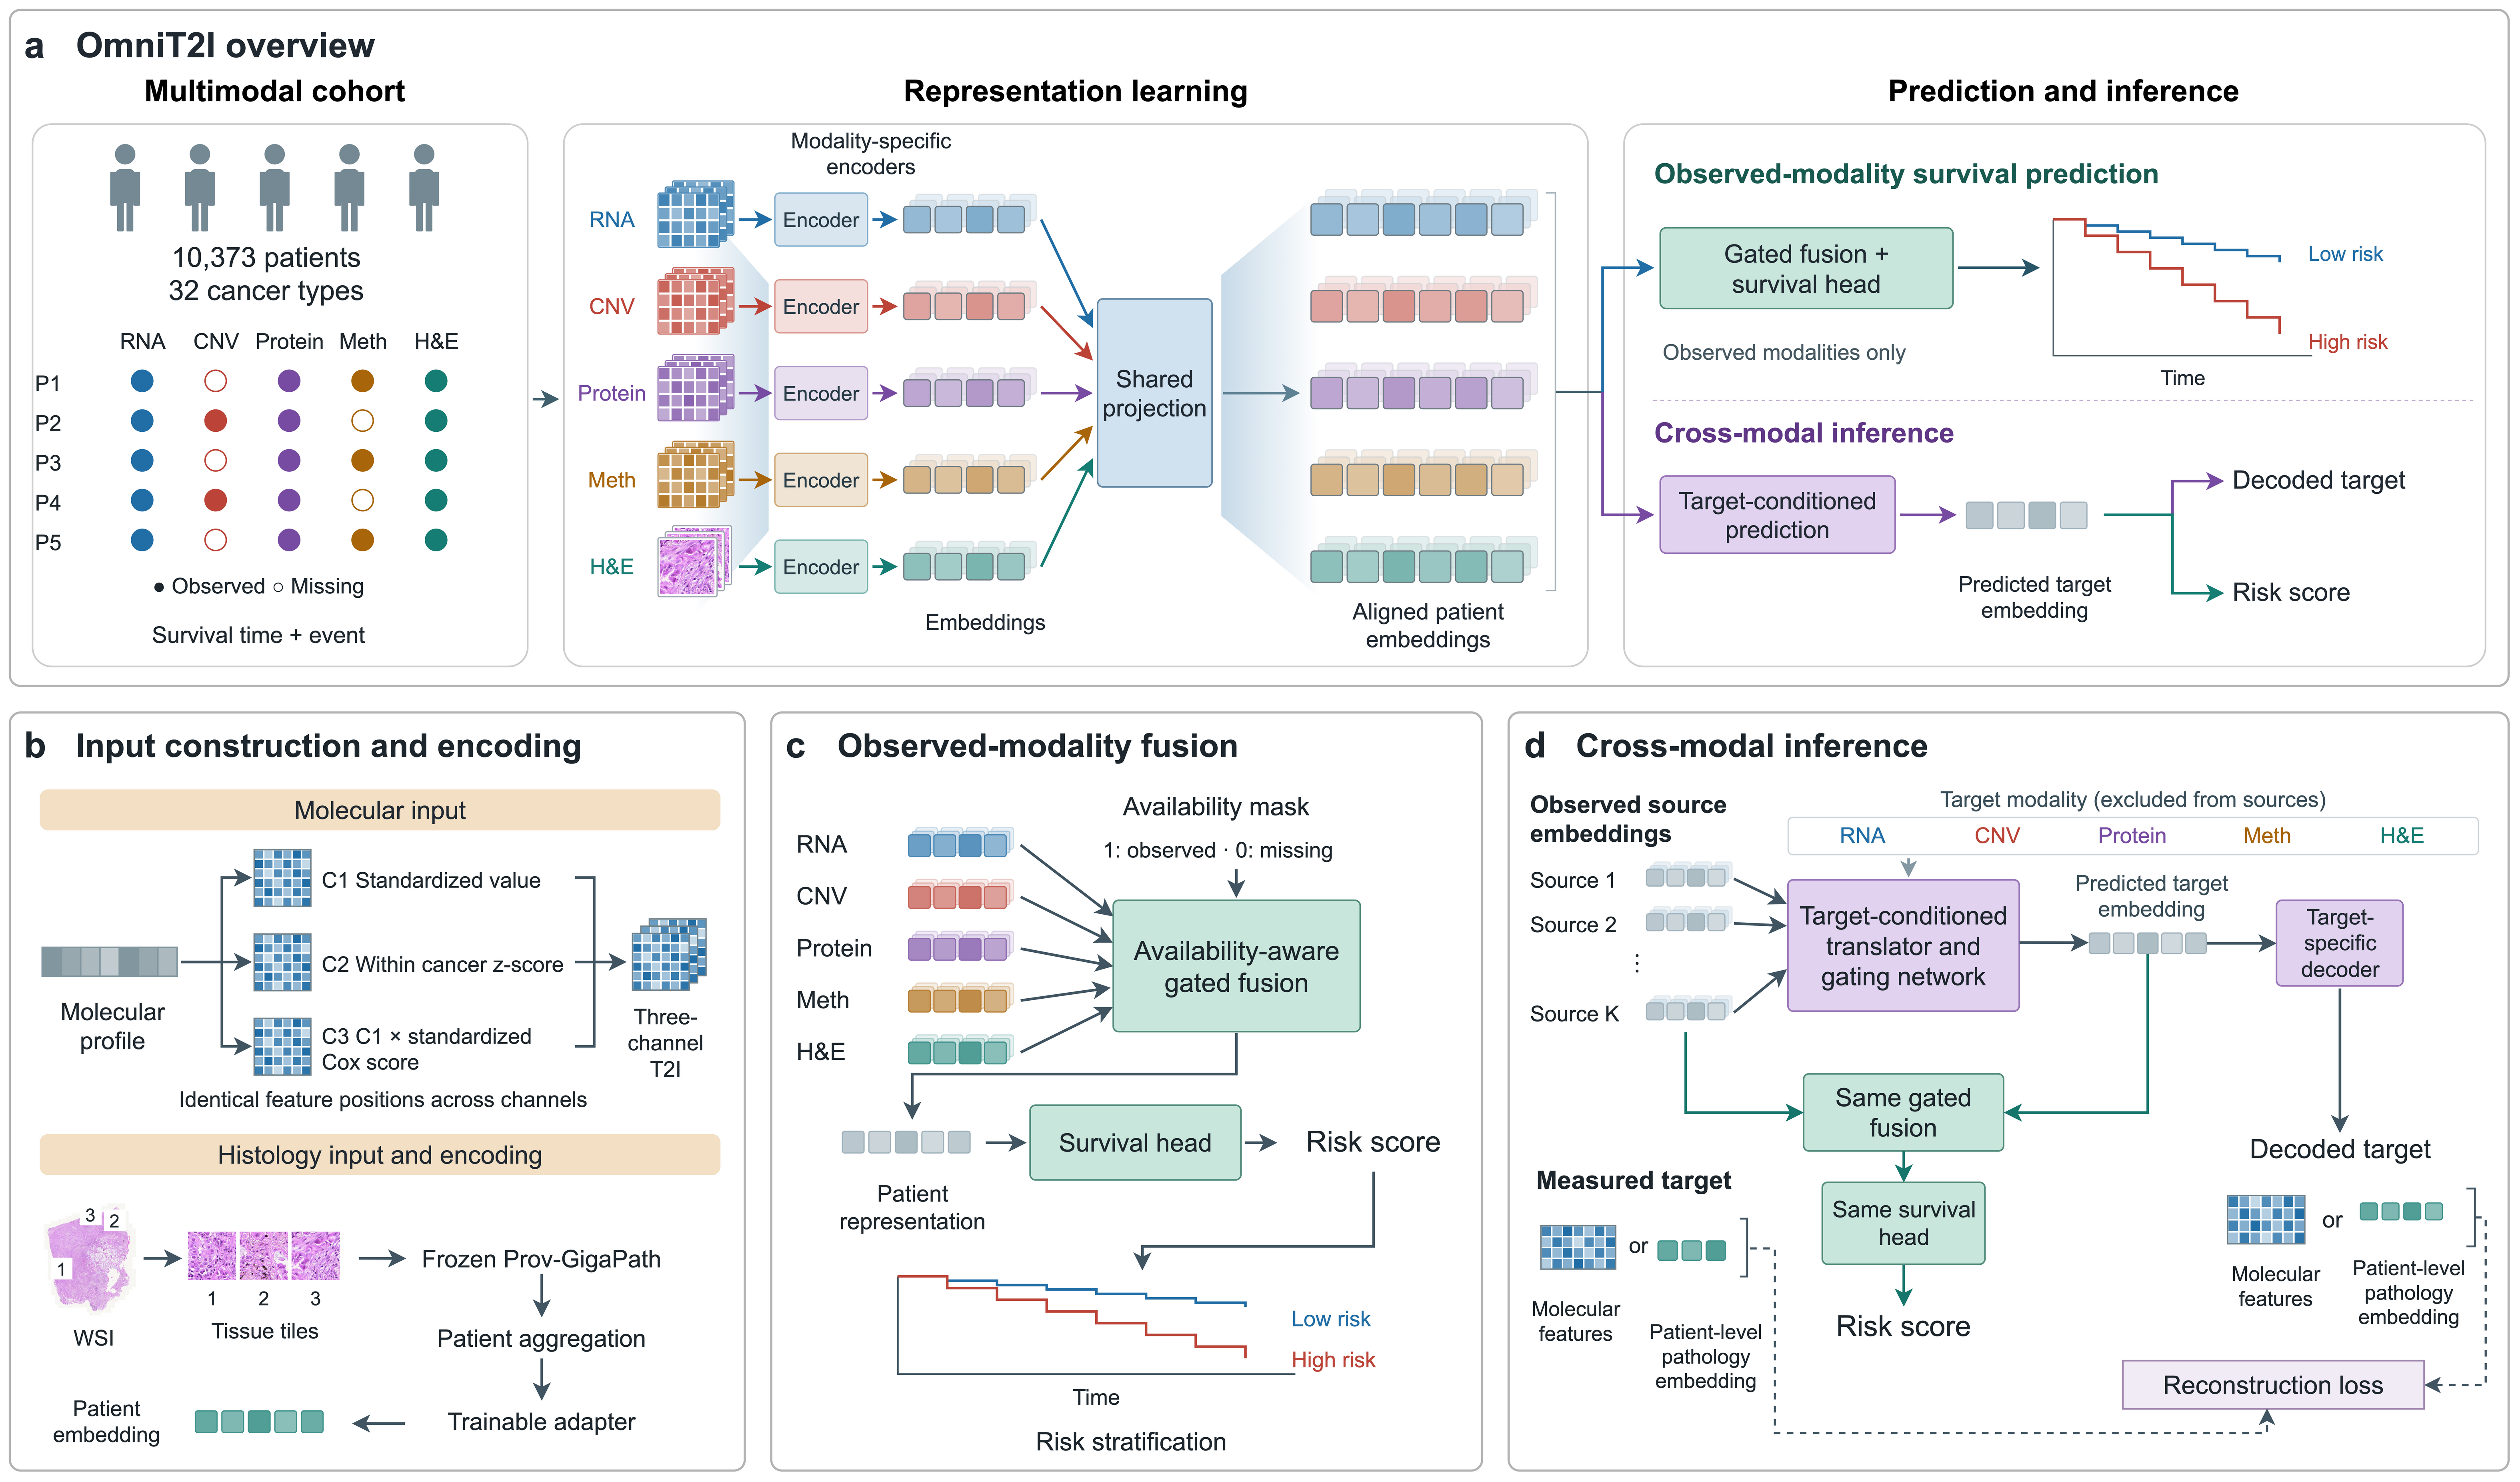 a OmniT2I overview
Multimodal cohort
10,373 patients
32 cancer types
RNA CNV Protein Meth H&E
P1
P2
P3
P4
P5
● Observed ○ Missing
Survival time + event
Representation learning
Modality-specific
encoders
RNA
Encoder
CNV
Encoder
Protein
Encoder
Meth
Encoder
H&E
Encoder
Embeddings
Shared
projection
Aligned patient
embeddings
Prediction and inference
Observed-modality survival prediction
Gated fusion +
survival head
Observed modalities only
Low risk
High risk
Time
Cross-modal inference
Target-conditioned
prediction
Predicted target
embedding
Decoded target
Risk score
b Input construction and encoding
Molecular input
Molecular
profile
C1 Standardized value
C2 Within cancer z-score
C3 C1 × standardized
Cox score
Three-
channel
T2I
Identical feature positions across channels
Histology input and encoding
3 2
1
WSI
1 2 3
Tissue tiles
Frozen Prov-GigaPath
Patient aggregation
Trainable adapter
Patient
embedding
c Observed-modality fusion
Availability mask
1: observed · 0: missing
RNA
CNV
Protein
Meth
H&E
Availability-aware
gated fusion
Patient
representation
Survival head
Risk score
Low risk
High risk
Time
Risk stratification
d Cross-modal inference
Observed source
embeddings
Target modality (excluded from sources)
RNA CNV Protein Meth H&E
Source 1
Source 2
⋮
Source K
Target-conditioned
translator and
gating network
Predicted target
embedding
Target-
specific
decoder
Same gated
fusion
Same survival
head
Risk score
Decoded target
or
Molecular
features
Patient-level
pathology
embedding
Measured target
or
Molecular
features
Patient-level
pathology
embedding
Reconstruction loss